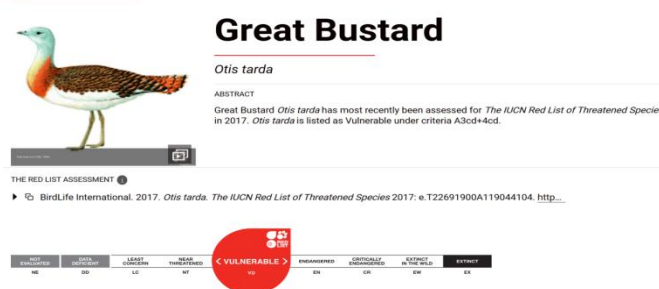 Great Bustard
Otis tarda
ABSTRACT
Great Bustard Otis tarda has most recently been assessed for The IUCN Red List of Threatened Specie
in 2017. Otis tarda is listed as Vulnerable under criteria A3cd+4cd.
THE RED LIST ASSESSMENT
BirdLife International. 2017. Otis tarda. The IUCN Red List of Threatened Species 2017: e.T22691900A119044104. http...
NOT EVALUATED
DATA DEFICIENT
LEAST CONCERN
NEAR THREATENED
< VULNERABLE >
ENDANGERED
CRITICALLY ENDANGERED
EXTINCT IN THE WILD
EXTINCT
NE
DD
LC
NT
VU
EN
CR
EW
EX